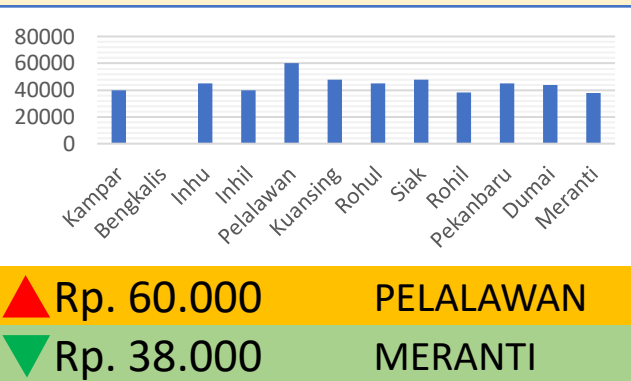 80000
60000
40000
20000
0
Kampar
Bengkalis
Inhu
Inhil
Pelalawan
Kuansing
Rohul
Siak
Rohil
Pekanbaru
Dumai
Meranti
Rp. 60.000 PELALAWAN
Rp. 38.000 MERANTI